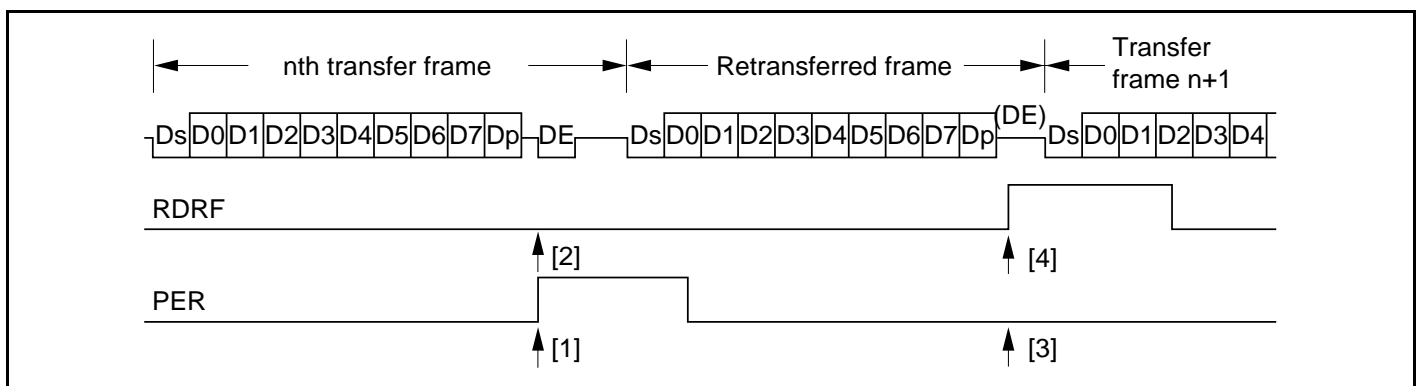 nth transfer frame
Retransferred frame
Transfer
frame n+1
Ds D0 D1 D2 D3 D4 D5 D6 D7 Dp DE
Ds D0 D1 D2 D3 D4 D5 D6 D7 Dp (DE)
Ds D0 D1 D2 D3 D4
RDRF
[2]
[4]
PER
[1]
[3]